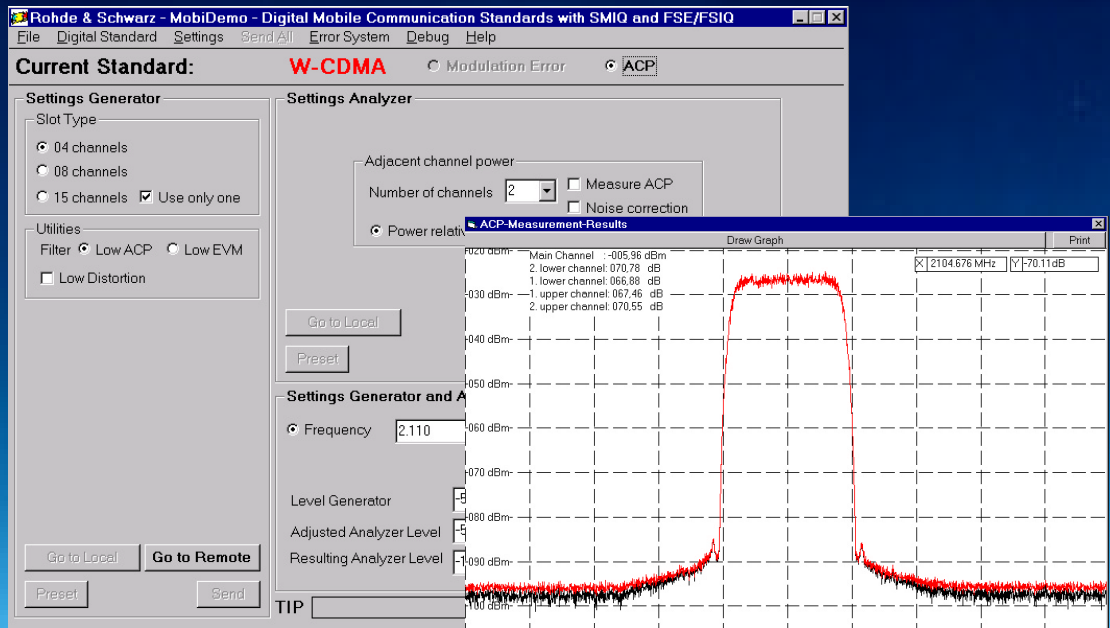 Rohde & Schwarz - MobiDemo - Digital Mobile Communication Standards with SMIQ and FSE/FSIQ
File Digital Standard Settings Send All Error System Debug Help
Current Standard: W-CDMA Modulation Error ACP
Settings Generator
Slot Type
04 channels
08 channels
15 channels Use only one
Utilities
Filter Low ACP Low EVM
Low Distortion
Go to Local Go to Remote
Preset Send
Settings Analyzer
Adjacent channel power
Number of channels 2 Measure ACP
Noise correction
Power relativ
Go to Local
Preset
Settings Generator and A
Frequency 2.110
Level Generator -5
Adjusted Analyzer Level -5
Resulting Analyzer Level -1
TIP
ACP-Measurement-Results
Draw Graph Print
-020 dBm-
-030 dBm-
-040 dBm-
-050 dBm-
-060 dBm-
-070 dBm-
-080 dBm-
-090 dBm-
-100 dBm-
Main Channel : -005,96 dBm
2. lower channel: 070,78 dB
1. lower channel: 066,88 dB
1. upper channel: 067,46 dB
2. upper channel: 070,55 dB
X 2104.676 MHz Y -70.11dB